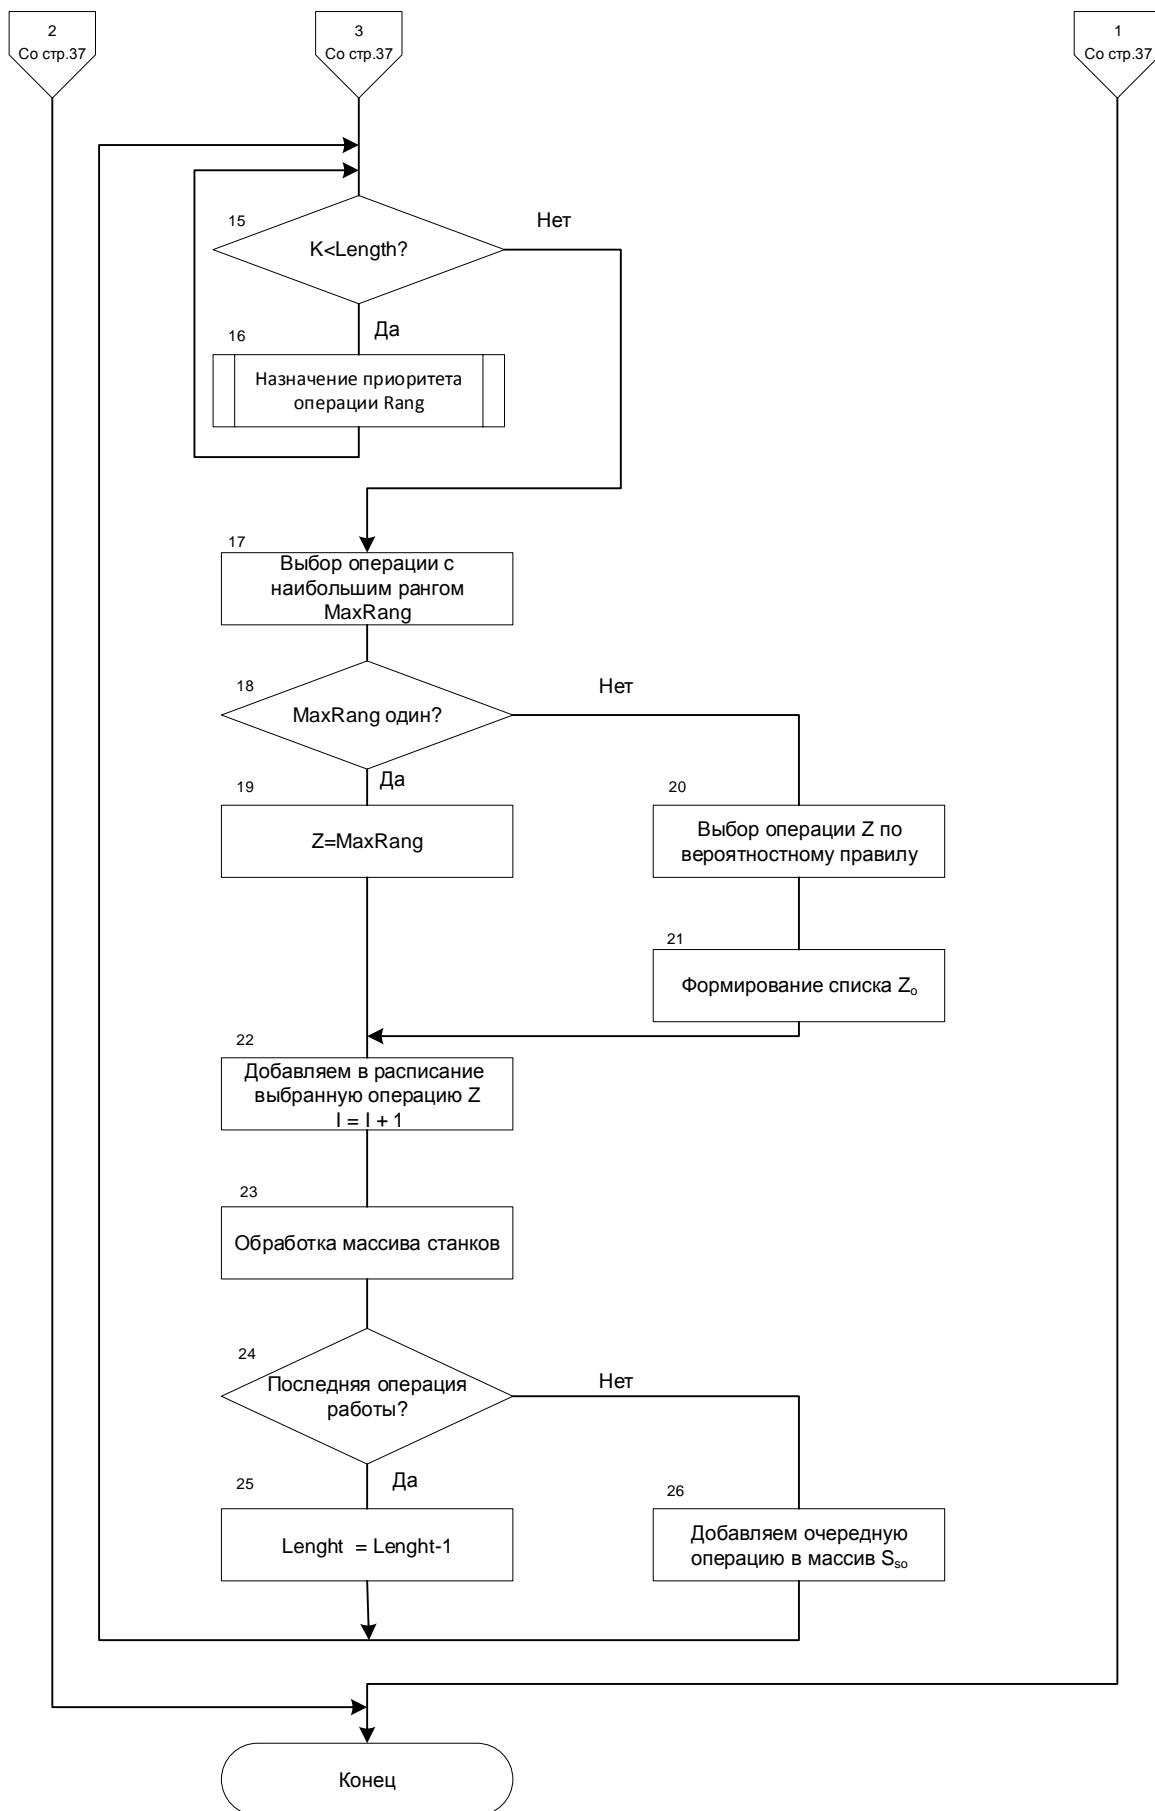 2
Со стр.37
3
Со стр.37
1
Со стр.37
15
Нет
K<Length?
Да
16
Назначение приоритета
операции Rang
17
Выбор операции с
наибольшим рангом
MaxRang
18
Нет
MaxRang один?
Да
19
Z=MaxRang
20
Выбор операции Z по
вероятностному правилу
21
Формирование списка Zo
22
Добавляем в расписание
выбранную операцию Z
I = I + 1
23
Обработка массива станков
24
Нет
Последняя операция
работы?
Да
25
Lenght = Lenght-1
26
Добавляем очередную
операцию в массив Sso
Конец